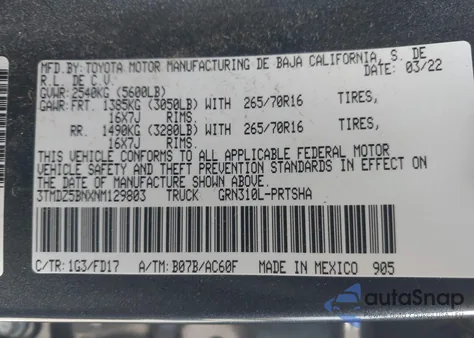 MFD.BY:TOYOTA MOTOR MANUFACTURING DE BAJA CALIFORNIA, S. DE
R.L. DE C.V. DATE: 03/22
GVWR:2540KG (5600LB)
GAWR:FRT. 1385KG (3050LB) WITH 265/70R16 TIRES,
16X7J RIMS.
RR. 1490KG (3280LB) WITH 265/70R16 TIRES,
16X7J RIMS.
THIS VEHICLE CONFORMS TO ALL APPLICABLE FEDERAL MOTOR
VEHICLE SAFETY AND THEFT PREVENTION STANDARDS IN EFFECT ON
THE DATE OF MANUFACTURE SHOWN ABOVE.
3TMDZ5BNXNM129803 TRUCK GRN310L-PRTSHA
C/TR:1G3/FD17 A/TM:B07B/AC60F MADE IN MEXICO 905
autoSnap